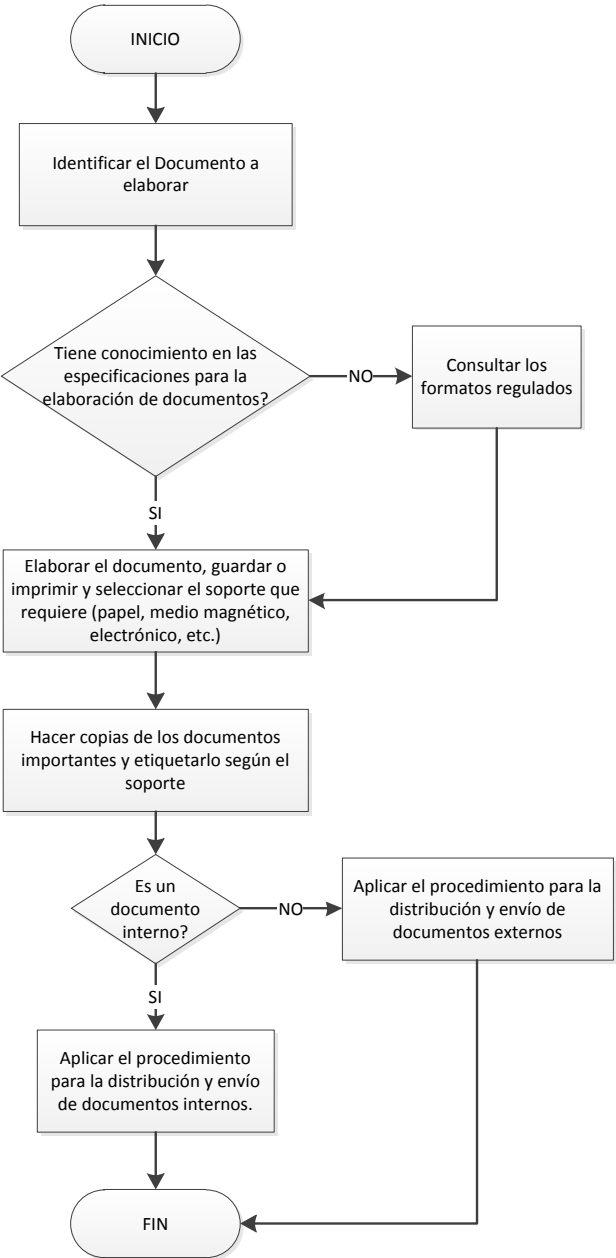 INICIO
Identificar el Documento a
elaborar
Tiene conocimiento en las
especificaciones para la
elaboración de documentos?
NO
Consultar los
formatos regulados
SI
Elaborar el documento, guardar o
imprimir y seleccionar el soporte que
requiere (papel, medio magnético,
electrónico, etc.)
Hacer copias de los documentos
importantes y etiquetarlo según el
soporte
Es un
documento
interno?
NO
Aplicar el procedimiento para la
distribución y envío de
documentos externos
SI
Aplicar el procedimiento
para la distribución y envío
de documentos internos.
FIN